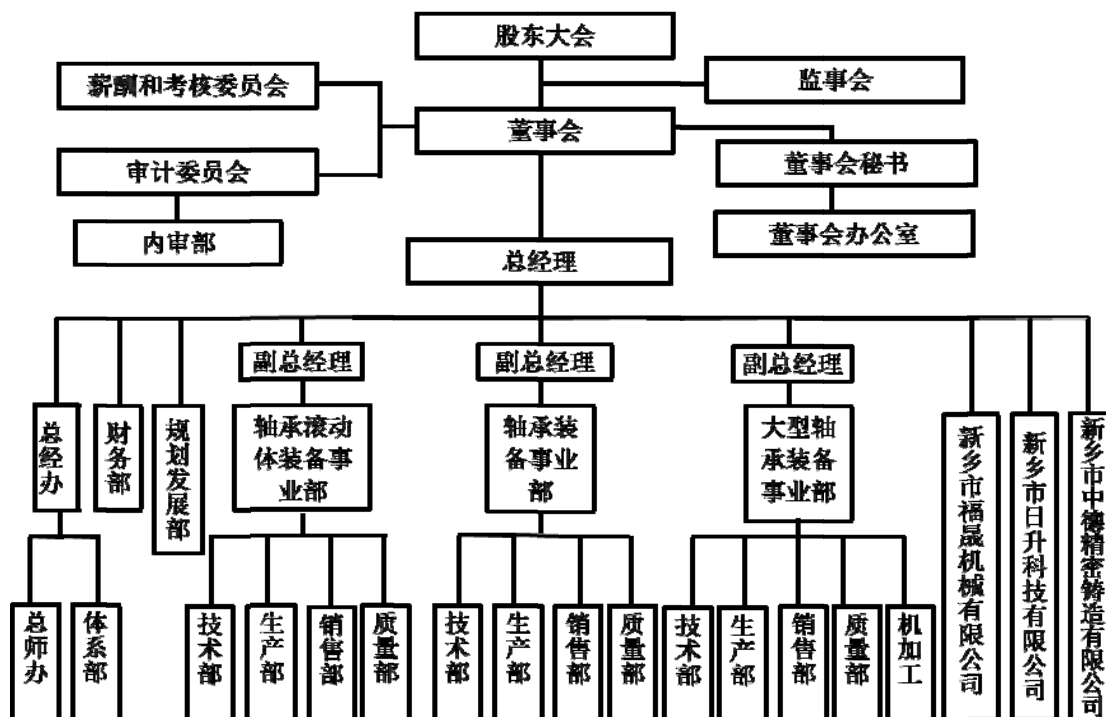 股东大会
薪酬和考核委员会
监事会
董事会
审计委员会
董事会秘书
内审部
董事会办公室
总经理
副总经理
副总经理
副总经理
总经办
财务部
规划发展部
轴承滚动
体装备事
业部
轴承装
备事业
部
大型轴
承装备
事业部
新乡市福晟机械有限公司
新乡市日升科技有限公司
新乡市中德精密铸造有限公司
总师办
体系部
技术部
生产部
销售部
质量部
技术部
生产部
销售部
质量部
技术部
生产部
销售部
质量部
机加工